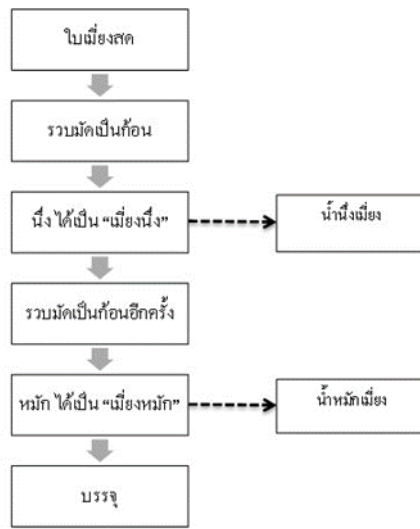 ใบเมี่ยงสด
รวบมัดเป็นก้อน
นึ่ง ได้เป็น “เมี่ยงนึ่ง”
น้ำนึ่งเมี่ยง
รวบมัดเป็นก้อนอีกครั้ง
หมัก ได้เป็น “เมี่ยงหมัก”
น้ำหมักเมี่ยง
บรรจุ